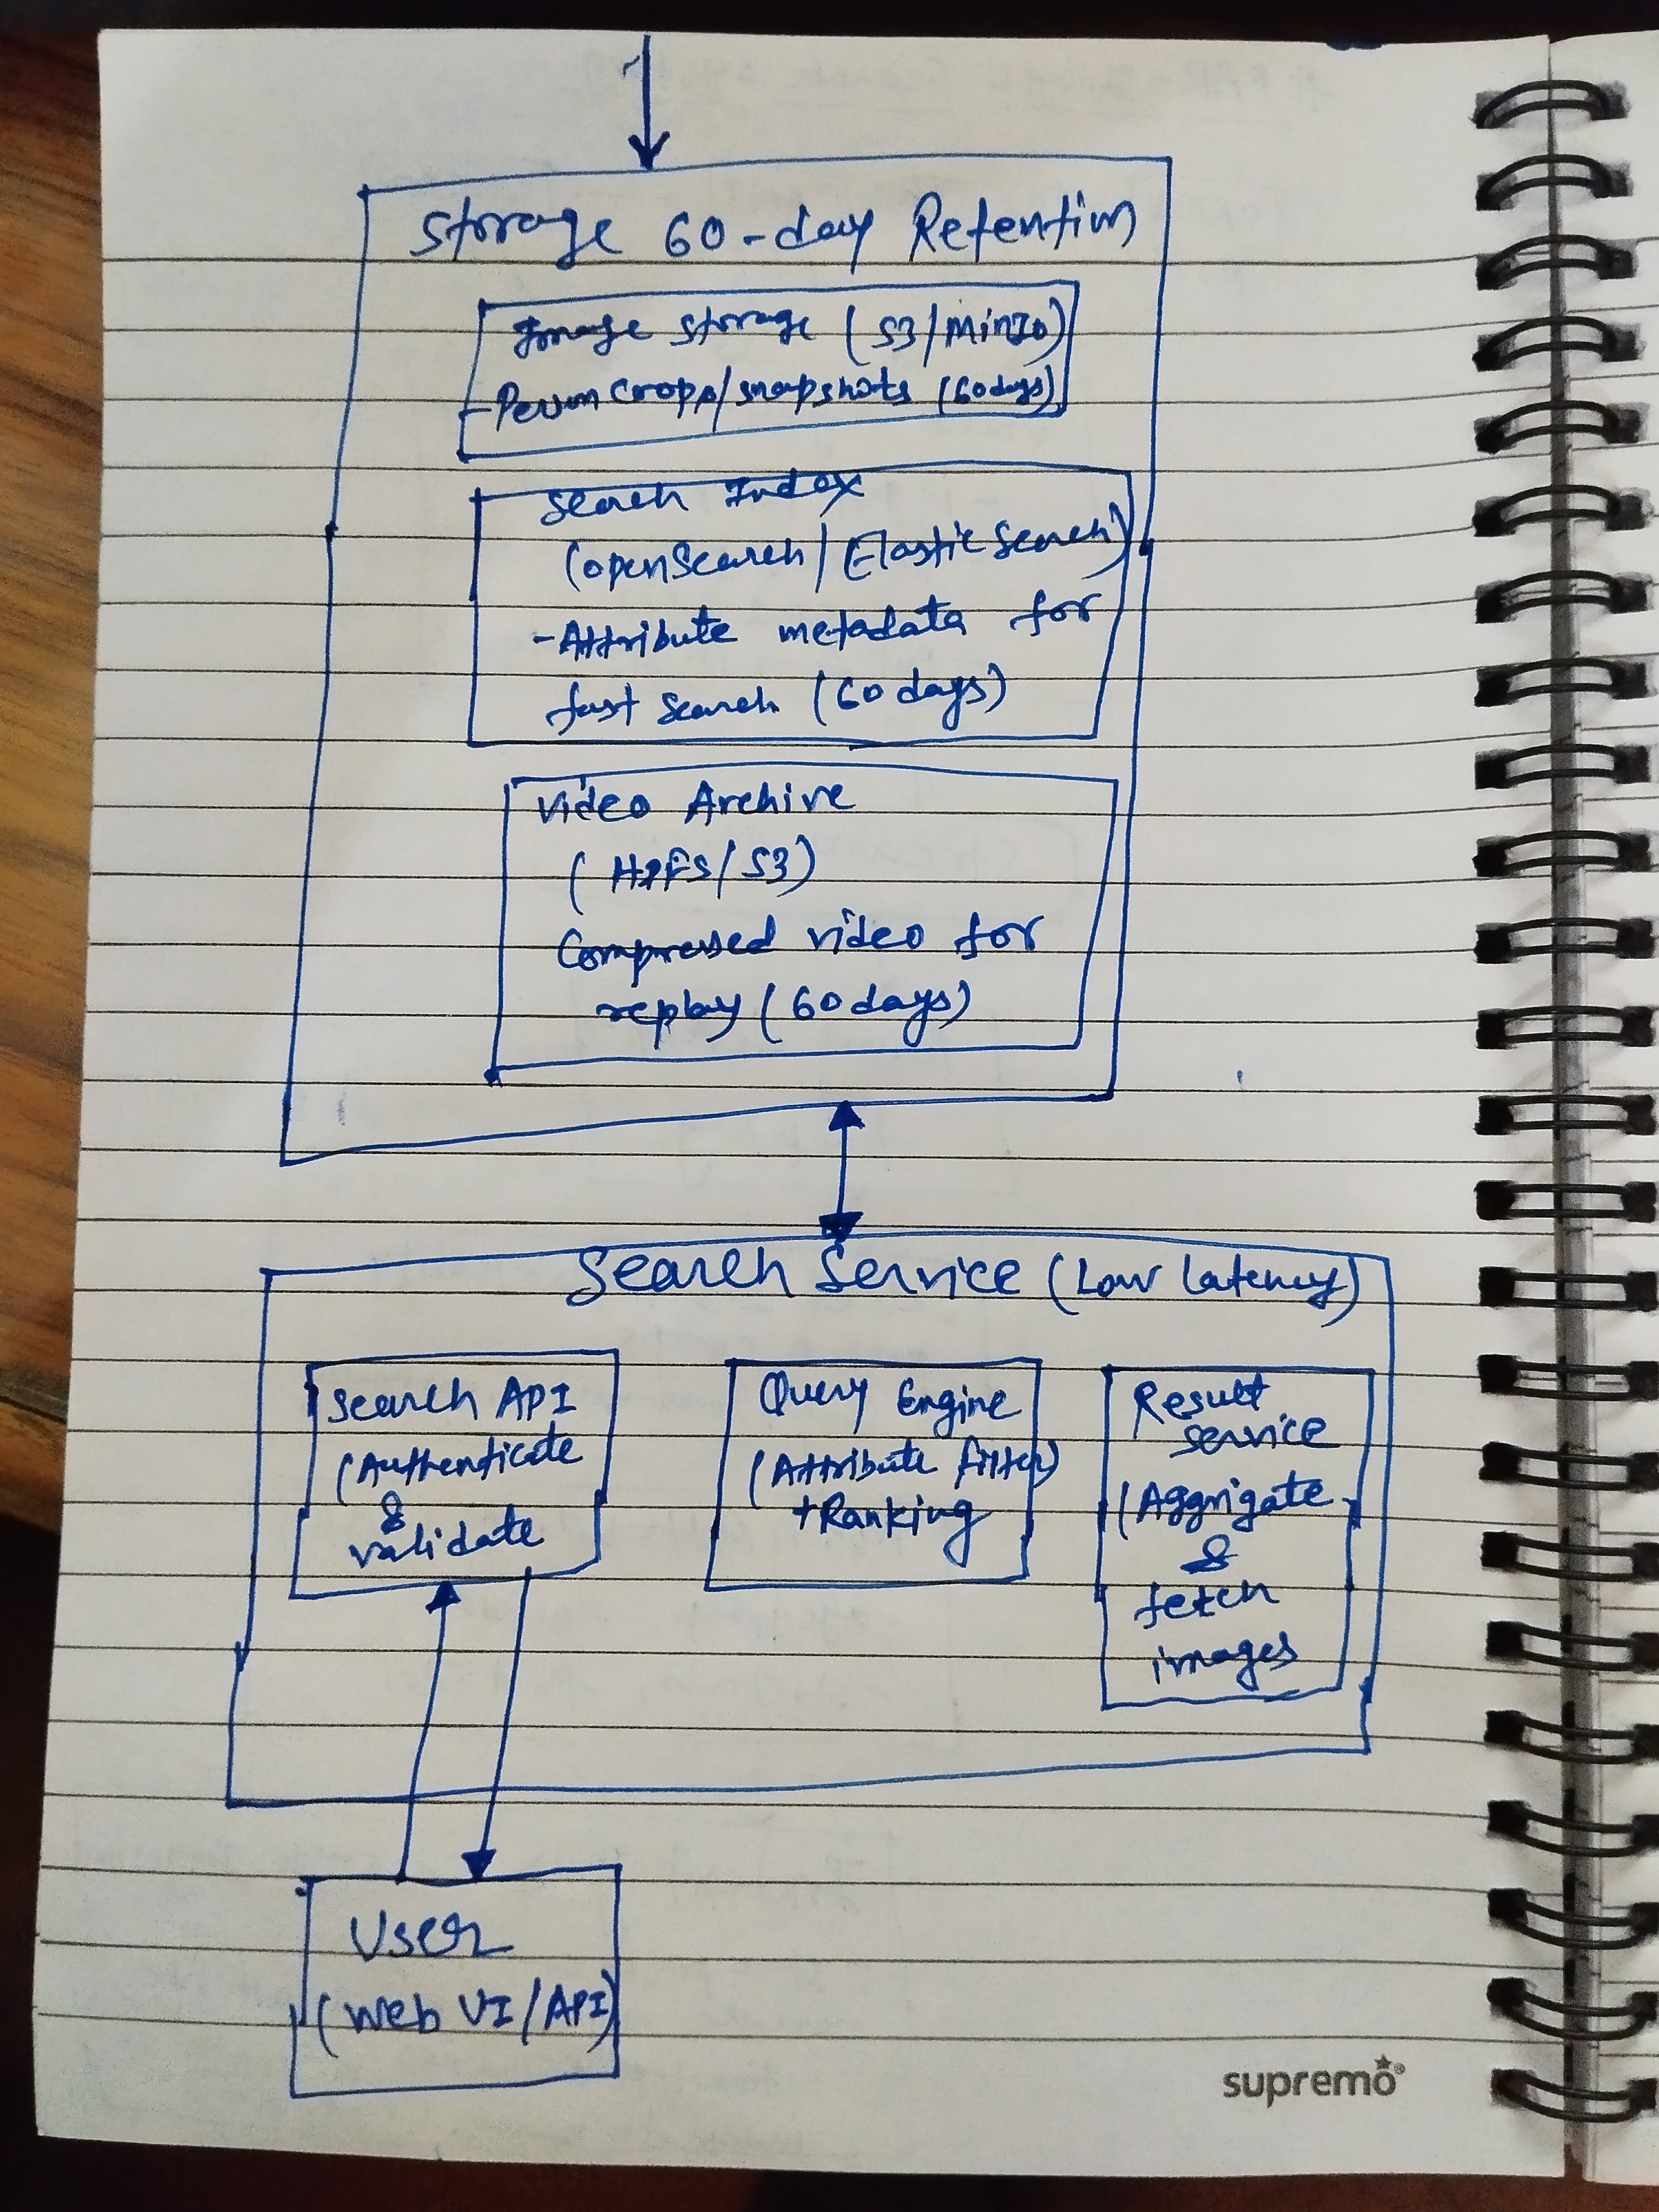 Storage 60-day Retention
Image storage (S3/MinIO)
- Person crops/snapshots (60days)
Search Index
(OpenSearch/ElasticSearch)
- Attribute metadata for
fast search (60 days)
Video Archive
(HDFS/S3)
Compressed video for
replay (60 days)
Search Service (Low latency)
Search API
(Authenticate
&
validate
Query Engine
(Attribute filter)
+Ranking
Result
service
(Aggrigate
&
fetch
images
User
(Web UI/API)
supremo